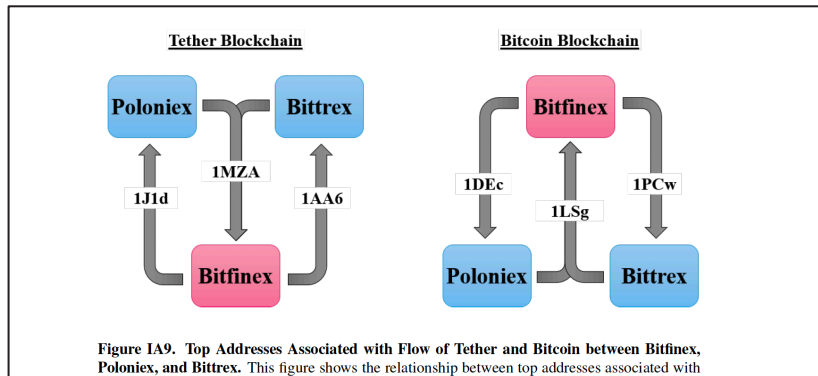 Tether Blockchain
Poloniex
Bittrex
1MZA
1J1d
1AA6
Bitfinex
Bitcoin Blockchain
Bitfinex
1DEc
1PCw
1LSg
Poloniex
Bittrex
Figure IA9. Top Addresses Associated with Flow of Tether and Bitcoin between Bitfinex,
Poloniex, and Bittrex. This figure shows the relationship between top addresses associated with